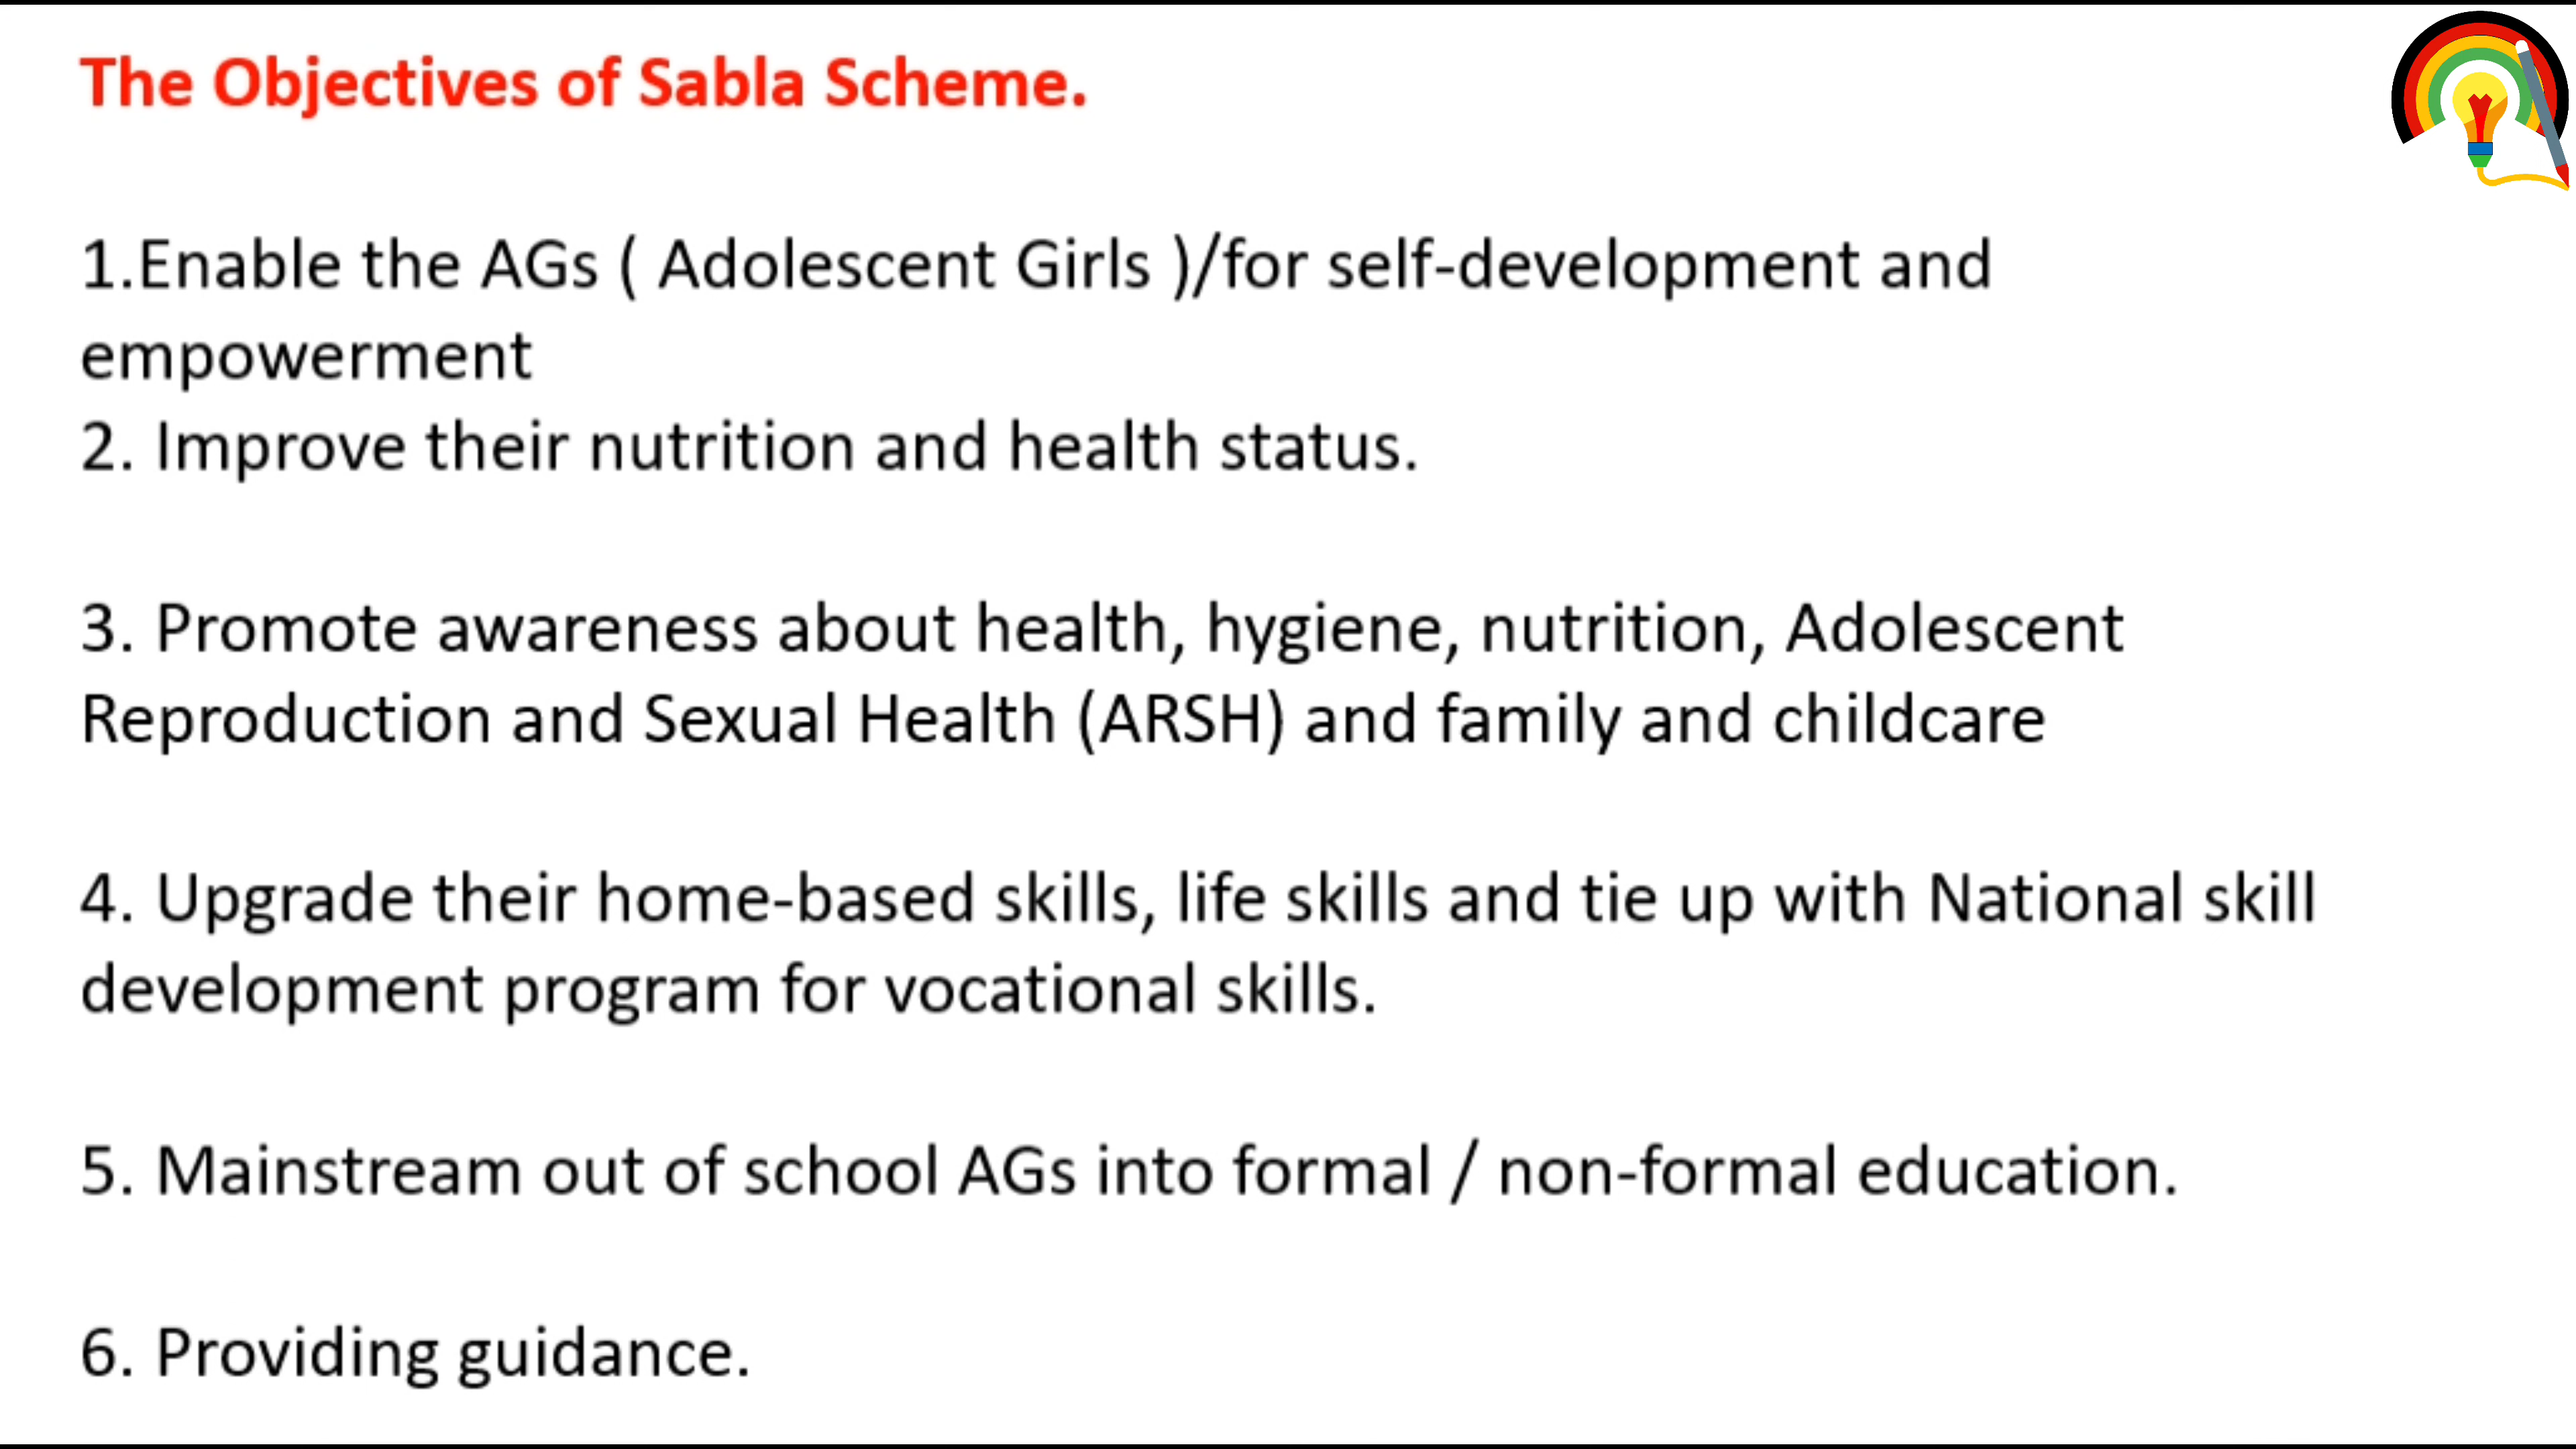 The Objectives of Sabla Scheme.
1.Enable the AGs ( Adolescent Girls )/for self-development and
empowerment
2. Improve their nutrition and health status.
3. Promote awareness about health, hygiene, nutrition, Adolescent
Reproduction and Sexual Health (ARSH) and family and childcare
4. Upgrade their home-based skills, life skills and tie up with National skill
development program for vocational skills.
5. Mainstream out of school AGs into formal / non-formal education.
6. Providing guidance.